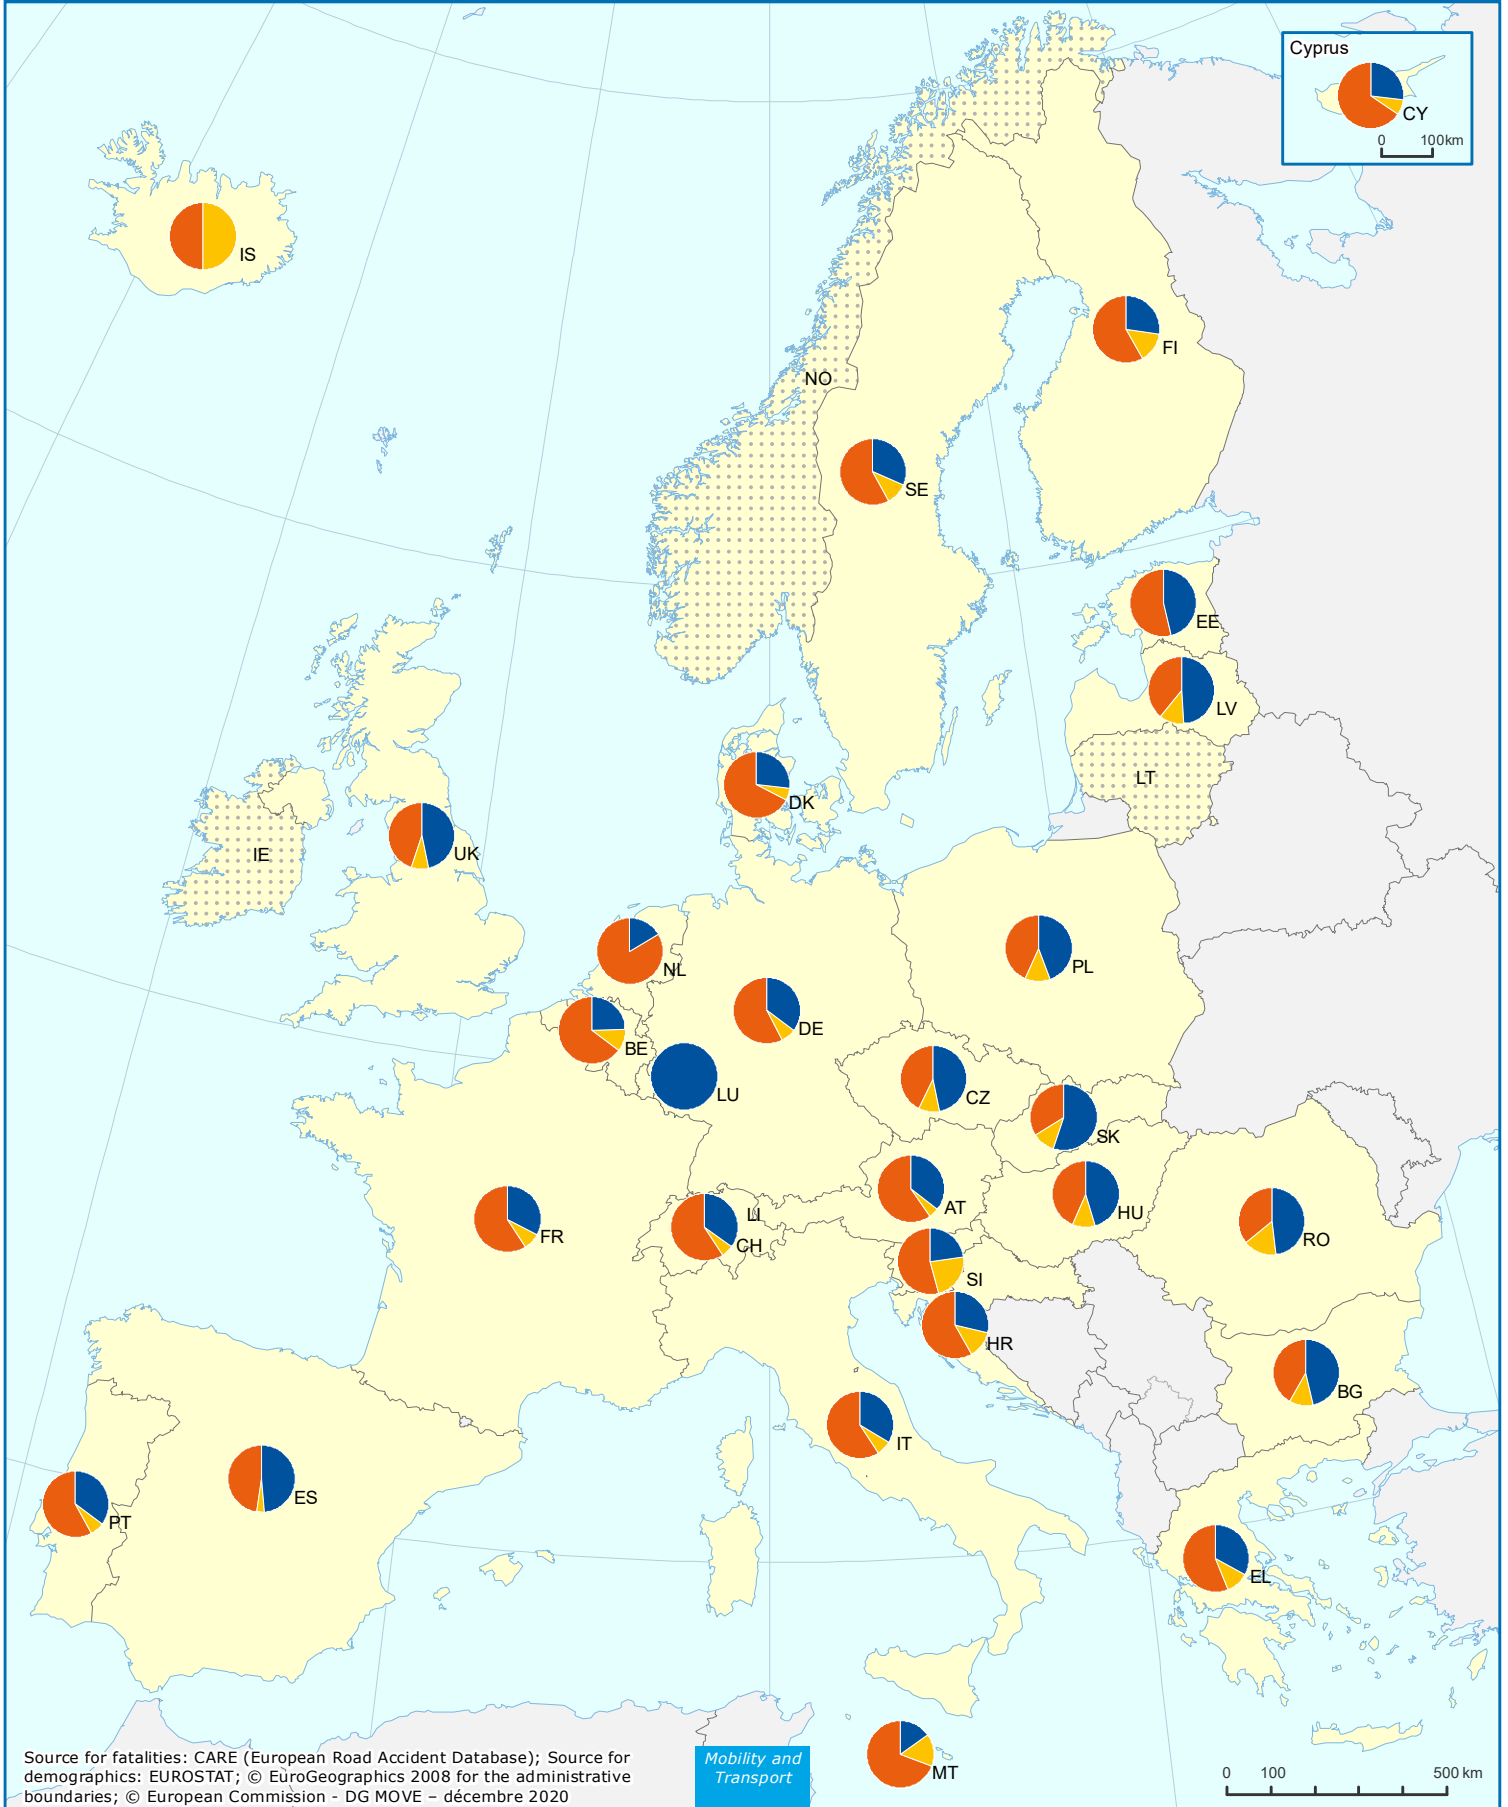 Cyprus
CY
0 100km
IS
FI
NO
SE
EE
LV
LT
DK
IE
UK
NL
PL
DE
BE
LU
CZ
SK
AT
HU
LI
FR
CH
RO
SI
HR
BG
IT
ES
PT
EL
MT
Source for fatalities: CARE (European Road Accident Database); Source for
demographics: EUROSTAT; © EuroGeographics 2008 for the administrative
boundaries; © European Commission - DG MOVE – décembre 2020
Mobility and
Transport
0 100 500 km